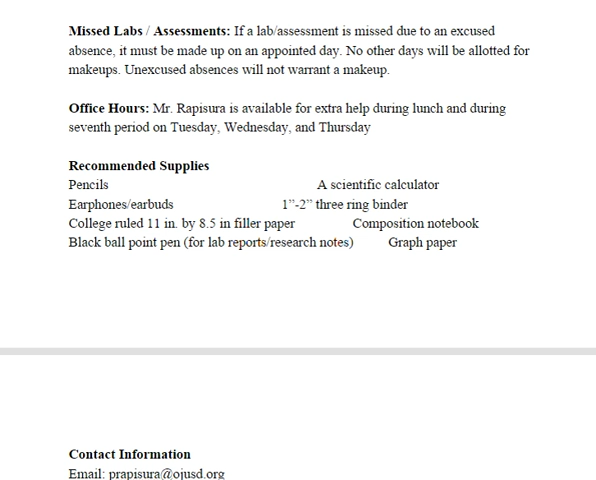 Missed Labs / Assessments: If a lab/assessment is missed due to an excused
absence, it must be made up on an appointed day. No other days will be allotted for
makeups. Unexcused absences will not warrant a makeup.
Office Hours: Mr. Rapisura is available for extra help during lunch and during
seventh period on Tuesday, Wednesday, and Thursday
Recommended Supplies
Pencils A scientific calculator
Earphones/earbuds 1”-2” three ring binder
College ruled 11 in. by 8.5 in filler paper Composition notebook
Black ball point pen (for lab reports/research notes) Graph paper
Contact Information
Email: prapisura@ojusd.org